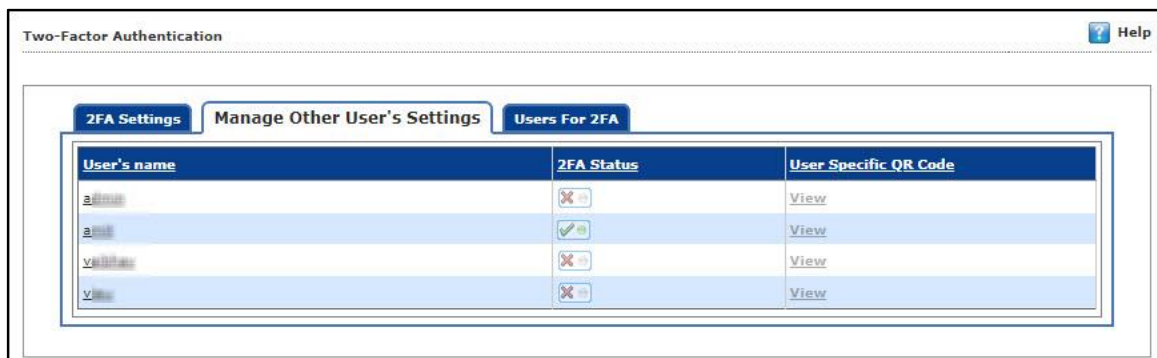 Two-Factor Authentication
Help
2FA Settings Manage Other User's Settings Users For 2FA
User's name 2FA Status User Specific QR Code
View
View
View
View